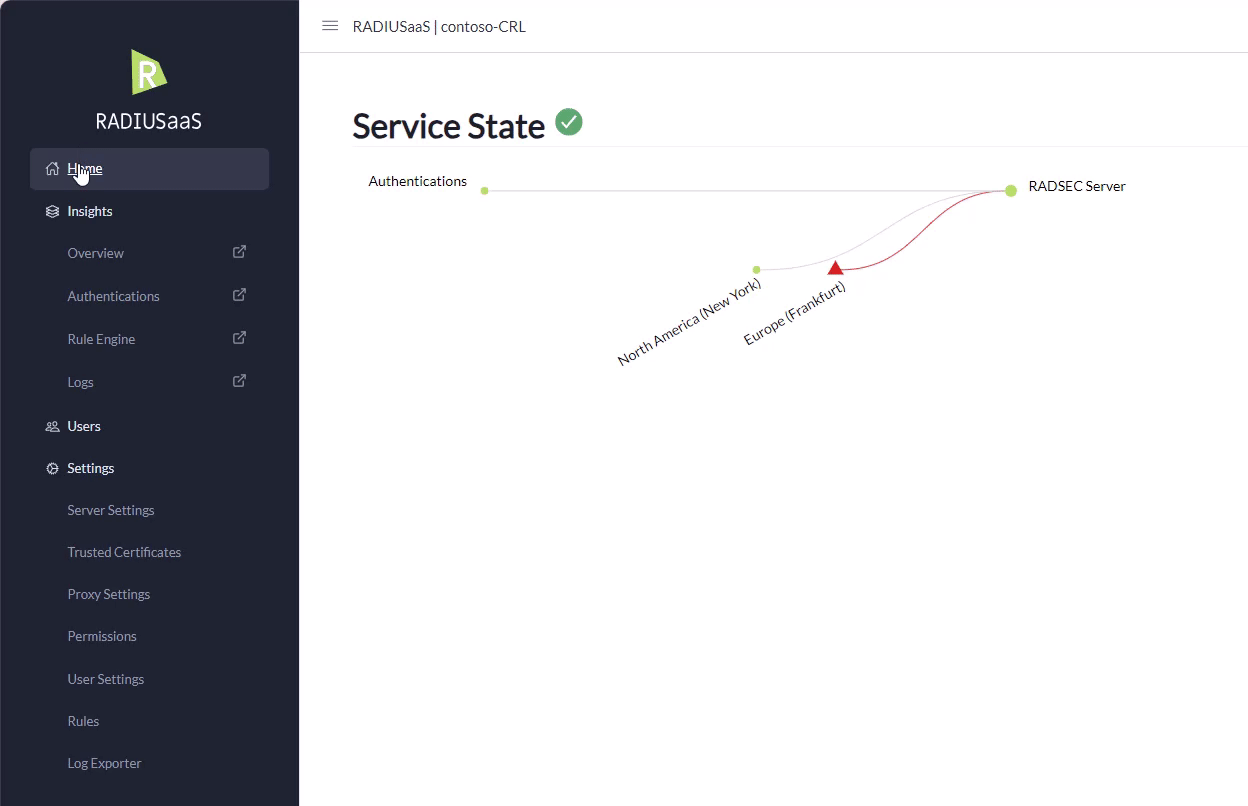 R
RADIUSaaS
Home
Insights
Overview
Authentications
Rule Engine
Logs
Users
Settings
Server Settings
Trusted Certificates
Proxy Settings
Permissions
User Settings
Rules
Log Exporter
RADIUSaaS | contoso-CRL
Service State
Authentications
RADSEC Server
North America (New York)
Europe (Frankfurt)